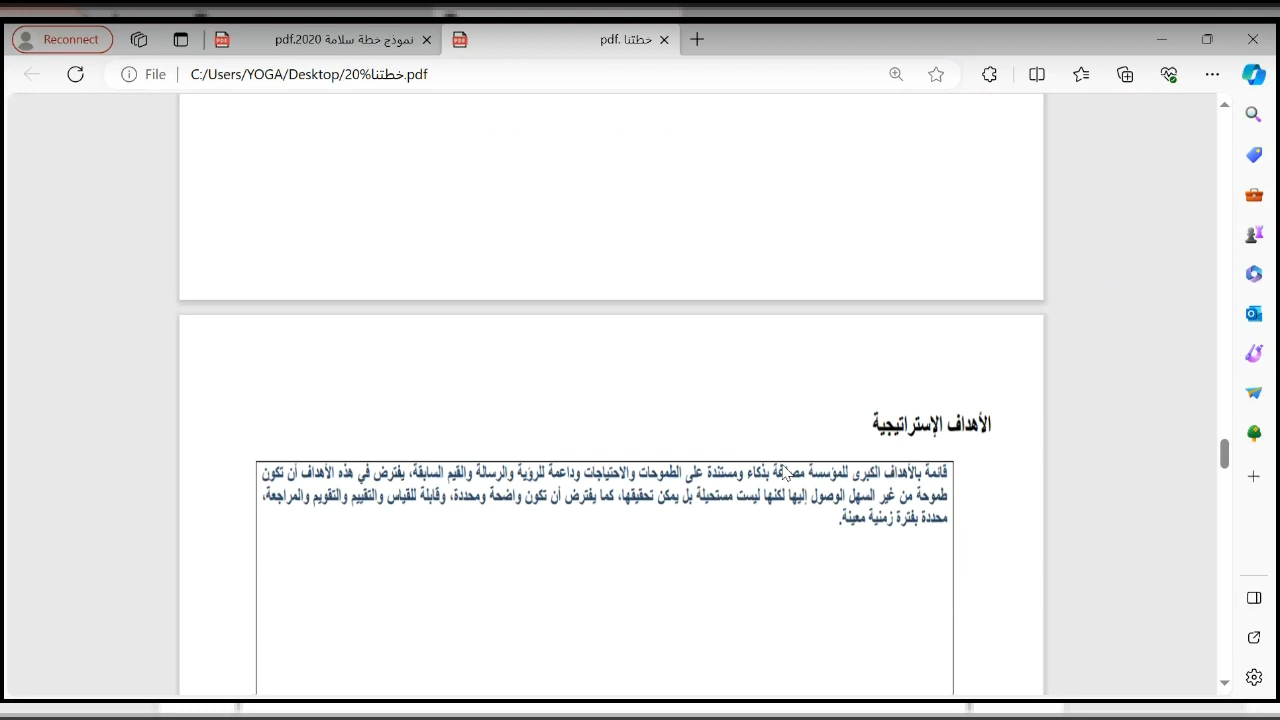 Reconnect
نموذج خطة سلامة 2020.pdf
خطتنا .pdf
File
C:/Users/YOGA/Desktop/20%خطتنا.pdf
الأهداف الإستراتيجية
قائمة بالأهداف الكبرى للمؤسسة مصدقة بذكاء ومستندة على الطموحات والاحتياجات وداعمة للرؤية والرسالة والقيم السابقة، يفترض في هذه الأهداف أن تكون
طموحة من غير السهل الوصول إليها لكنها ليست مستحيلة بل يمكن تحقيقها، كما يفترض أن تكون واضحة ومحددة، وقابلة للقياس والتقييم والتقويم والمراجعة،
محددة بفترة زمنية معينة.